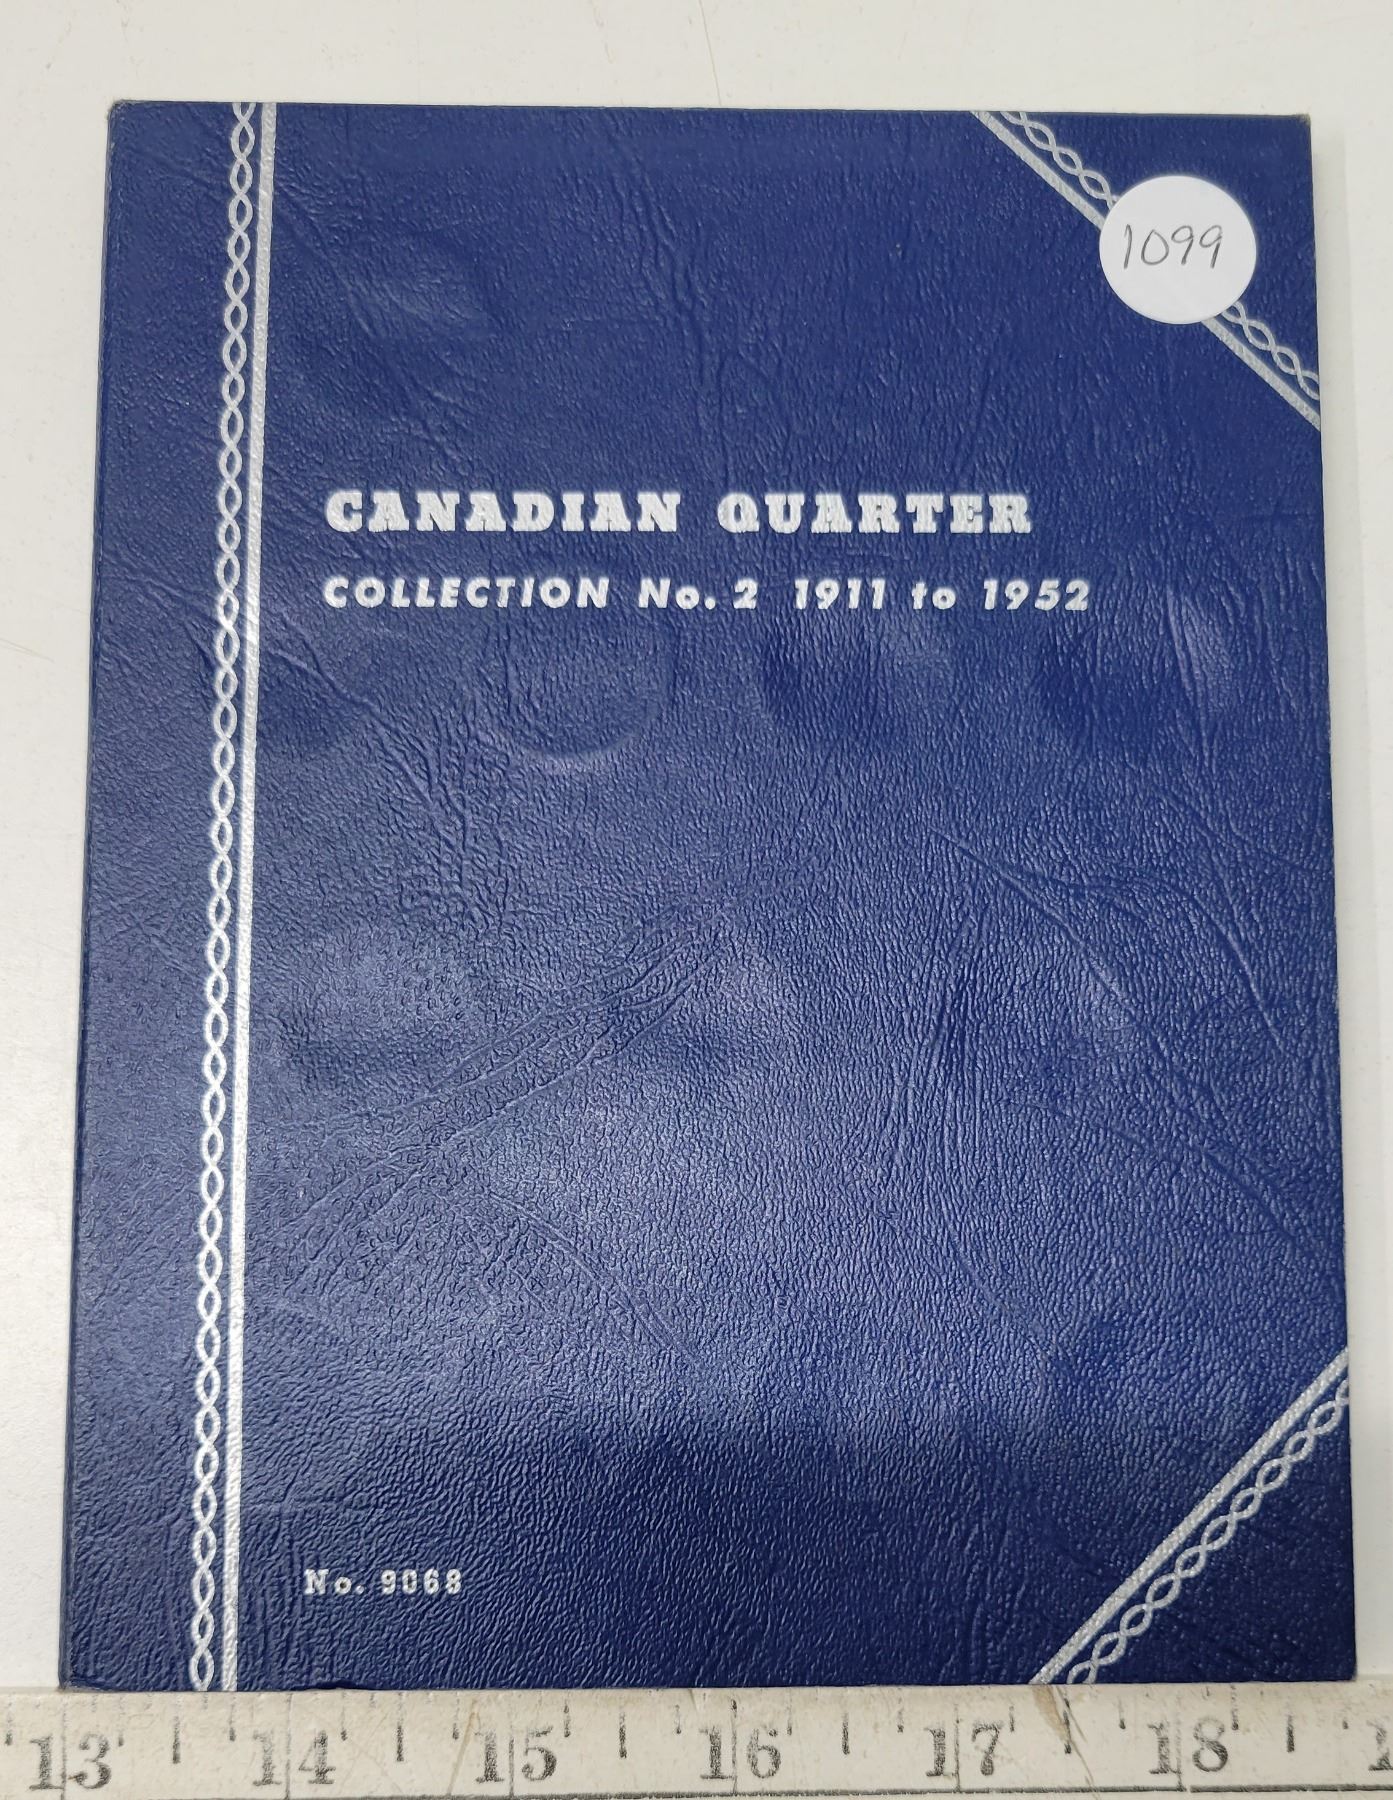 1099
CANADIAN QUARTER
COLLECTION No. 2 1911 to 1952
No. 9068
13 14 15 16 17 18